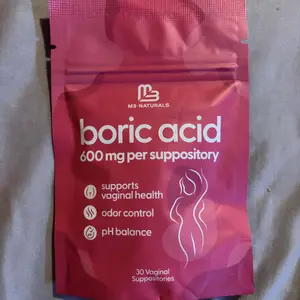 M3 NATURALS
boric acid
600 mg per suppository
supports
vaginal health
odor control
pH balance
30 Vaginal
Suppositories